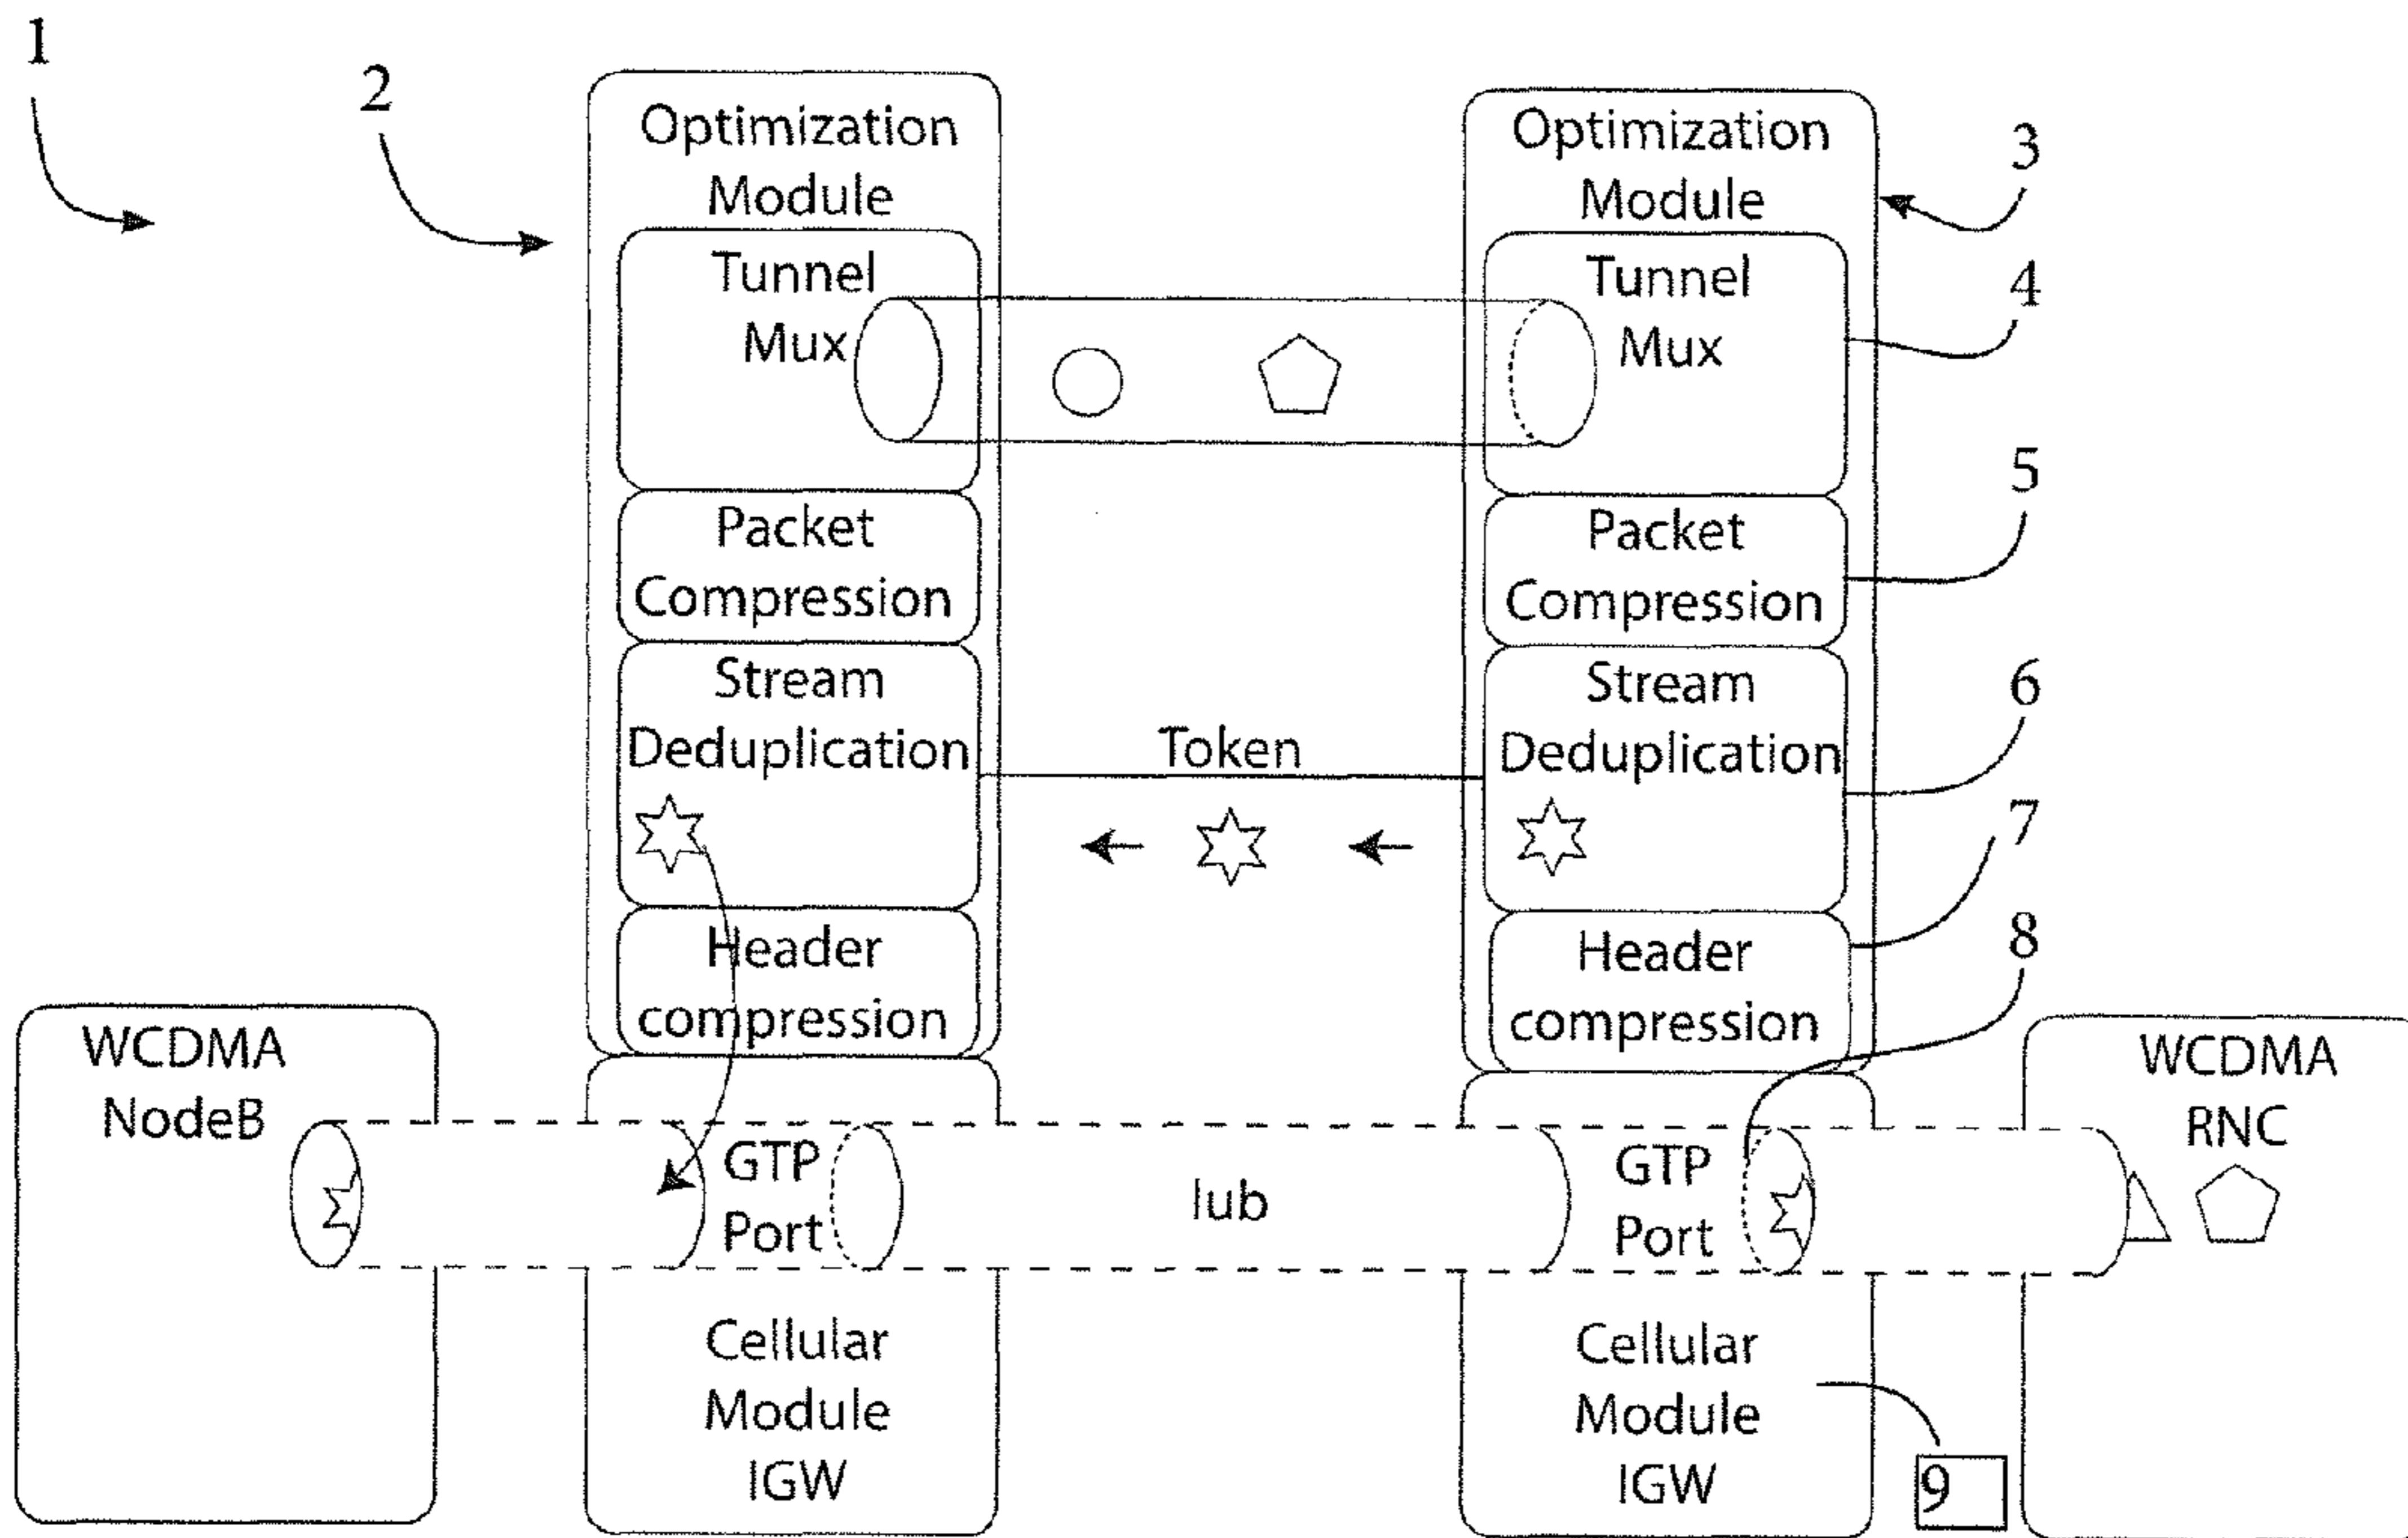 1
2
Optimization
Module
Tunnel
Mux
Packet
Compression
Stream
Deduplication
Header
compression
Token
Optimization
Module
Tunnel
Mux
Packet
Compression
Stream
Deduplication
Header
compression
3
4
5
6
7
8
WCDMA
NodeB
GTP
Port
Iub
GTP
Port
WCDMA
RNC
Cellular
Module
IGW
Cellular
Module
IGW
9